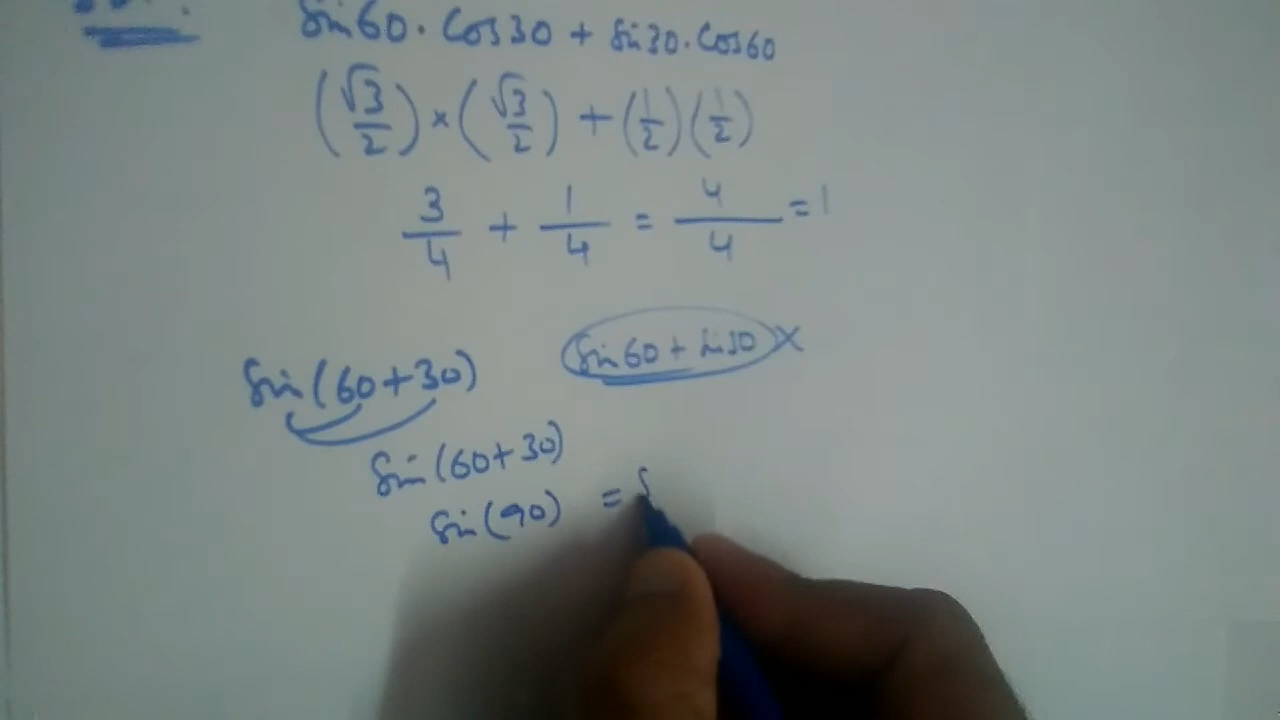 Sin60 · Cos30 + Sin30 · Cos60
(√3/2) × (√3/2) + (1/2)(1/2)
3/4 + 1/4 = 4/4 = 1
Sin60 + Sin30 ×
Sin(60+30)
Sin(60+30)
Sin(90) =